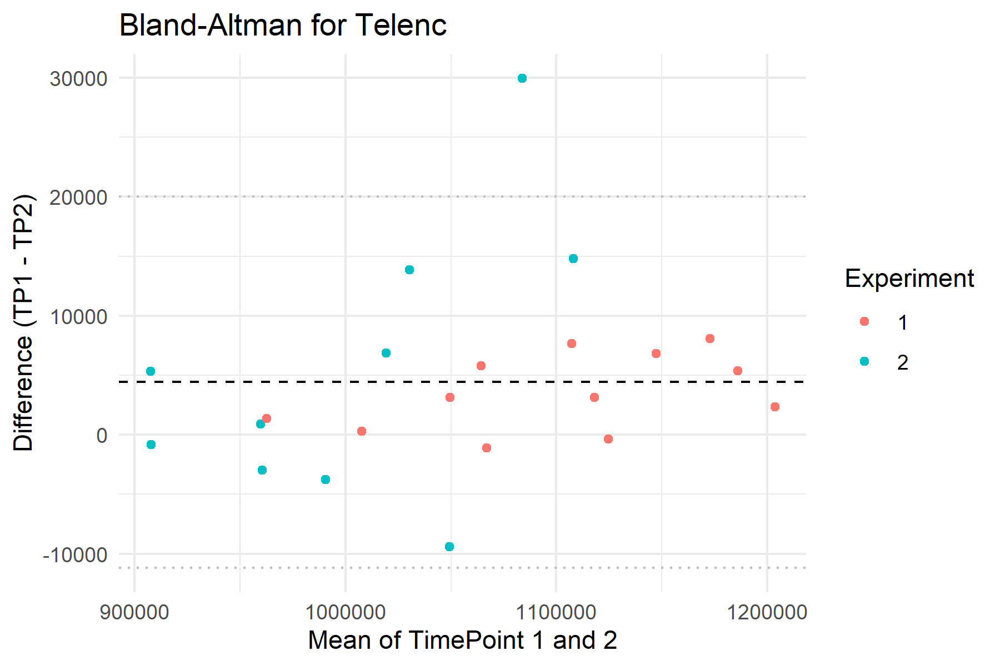 Bland-Altman for Telenc
30000
20000
10000
0
-10000
Difference (TP1 - TP2)
900000
1000000
1100000
1200000
Mean of TimePoint 1 and 2
Experiment
1
2